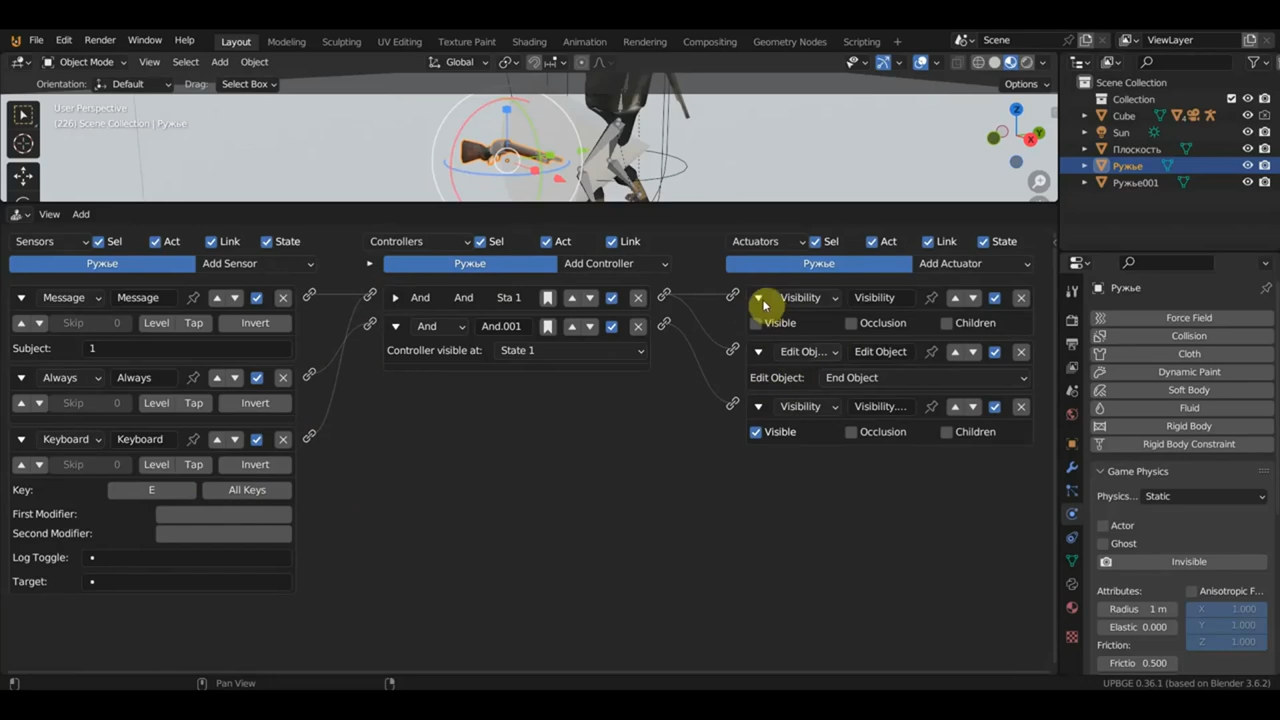 File Edit Render Window Help Layout Modeling Sculpting UV Editing Texture Paint Shading Animation Rendering Compositing Geometry Nodes Scripting + Scene ViewLayer
Object Mode View Select Add Object Global
Orientation: Default Drag: Select Box Options
User Perspective
(226) Scene Collection | Ружье
Z
Y
X
Scene Collection
Collection
Cube
Sun
Плоскость
Ружье
Ружье001
View Add
Sensors Sel Act Link State Controllers Sel Act Link Actuators Sel Act Link State
Ружье Add Sensor Ружье Add Controller Ружье Add Actuator
Message Message And And Sta 1 Visibility Visibility
Level Tap Invert And And.001 Visible Occlusion Children
Skip 0
Subject: 1 Controller visible at: State 1 Edit Obj... Edit Object
Always Always Edit Object: End Object
Skip 0 Level Tap Invert Visibility Visibility....
Keyboard Keyboard Visible Occlusion Children
Skip 0 Level Tap Invert
Key: E All Keys
First Modifier:
Second Modifier:
Log Toggle:
Target:
Ружье
Force Field
Collision
Cloth
Dynamic Paint
Soft Body
Fluid
Rigid Body
Rigid Body Constraint
Game Physics
Physics... Static
Actor
Ghost
Invisible
Attributes: Anisotropic F...
Radius 1 m X 1.000
Elastic 0.000 Y 1.000
Friction: Z 1.000
Frictio 0.500
Pan View UPBGE 0.36.1 (based on Blender 3.6.2)